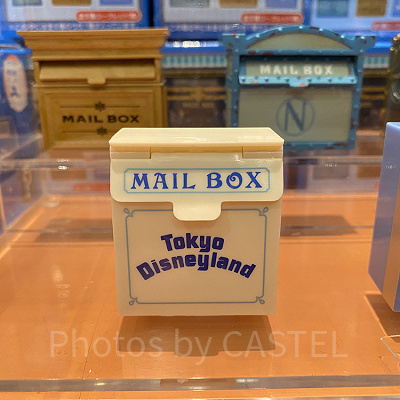 MAIL BOX
MAIL BOX
N
MAIL BOX
Tokyo
Disneyland
Photos by CASTEL